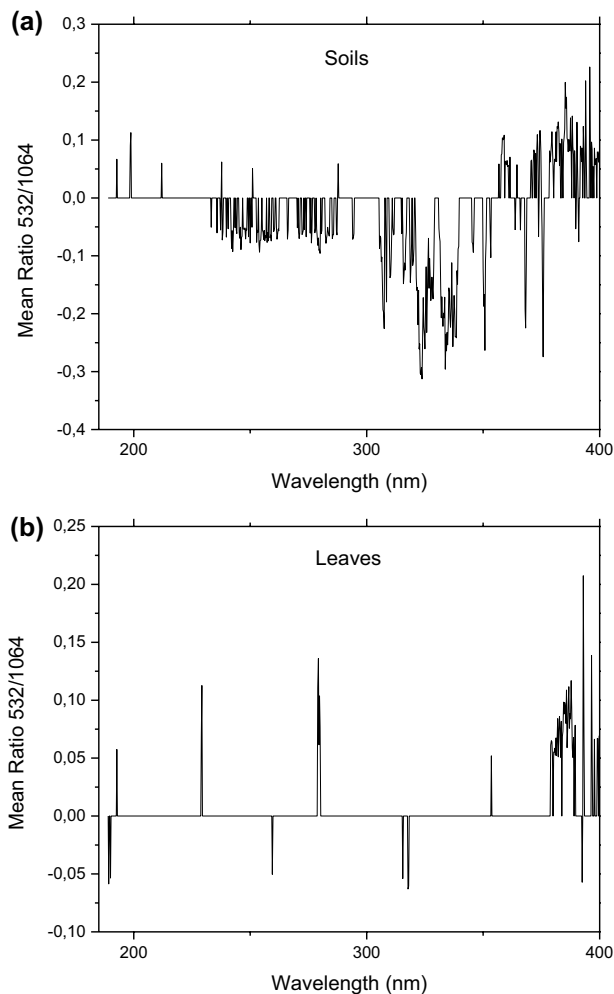 (a)
0,3
Soils
0,2
0,1
0,0
-0,1
-0,2
-0,3
-0,4
Mean Ratio 532/1064
200
300
400
Wavelength (nm)
(b)
0,25
Leaves
0,20
0,15
0,10
0,05
0,00
-0,05
-0,10
Mean Ratio 532/1064
200
300
400
Wavelength (nm)